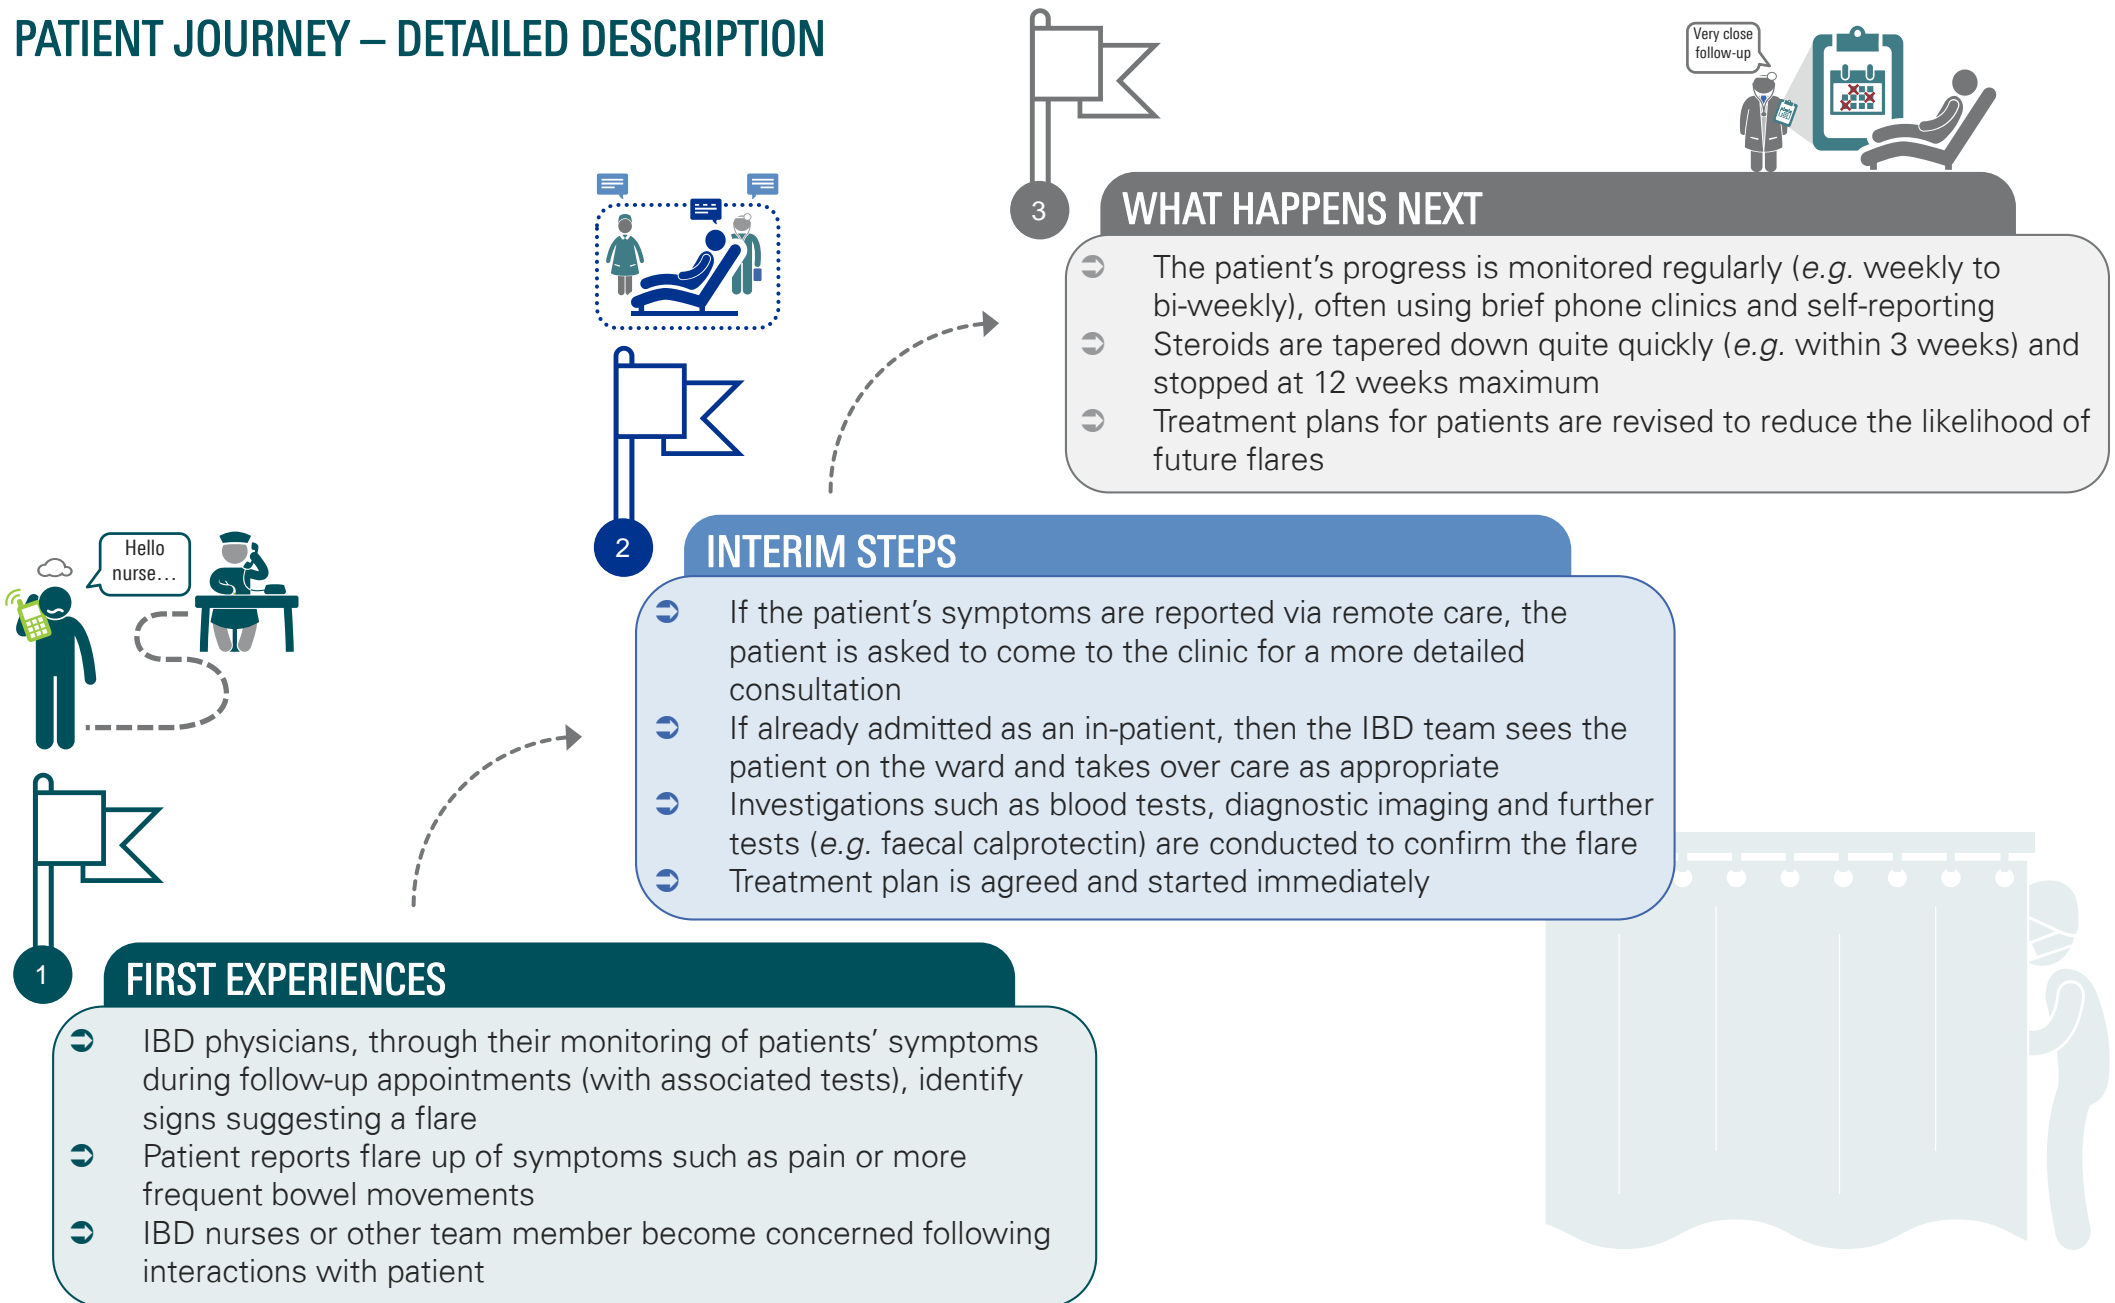 PATIENT JOURNEY – DETAILED DESCRIPTION
Very close
follow-up
3
WHAT HAPPENS NEXT
The patient's progress is monitored regularly (e.g. weekly to
bi-weekly), often using brief phone clinics and self-reporting
Steroids are tapered down quite quickly (e.g. within 3 weeks) and
stopped at 12 weeks maximum
Treatment plans for patients are revised to reduce the likelihood of
future flares
Hello
nurse…
2
INTERIM STEPS
If the patient's symptoms are reported via remote care, the
patient is asked to come to the clinic for a more detailed
consultation
If already admitted as an in-patient, then the IBD team sees the
patient on the ward and takes over care as appropriate
Investigations such as blood tests, diagnostic imaging and further
tests (e.g. faecal calprotectin) are conducted to confirm the flare
Treatment plan is agreed and started immediately
1
FIRST EXPERIENCES
IBD physicians, through their monitoring of patients' symptoms
during follow-up appointments (with associated tests), identify
signs suggesting a flare
Patient reports flare up of symptoms such as pain or more
frequent bowel movements
IBD nurses or other team member become concerned following
interactions with patient